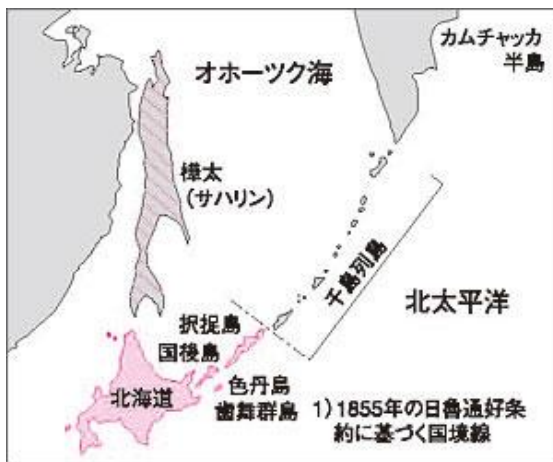 カムチャッカ
半島
オホーツク海
樺太
(サハリン)
千島列島
北太平洋
択捉島
国後島
色丹島
歯舞群島
北海道
1)1855年の日魯通好条
約に基づく国境線